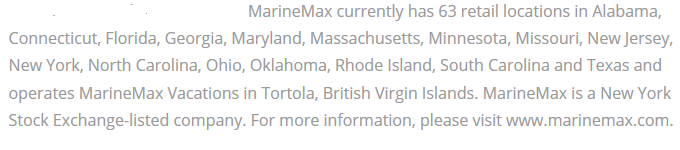 MarineMax currently has 63 retail locations in Alabama,
Connecticut, Florida, Georgia, Maryland, Massachusetts, Minnesota, Missouri, New Jersey,
New York, North Carolina, Ohio, Oklahoma, Rhode Island, South Carolina and Texas and
operates MarineMax Vacations in Tortola, British Virgin Islands. MarineMax is a New York
Stock Exchange-listed company. For more information, please visit www.marinemax.com.